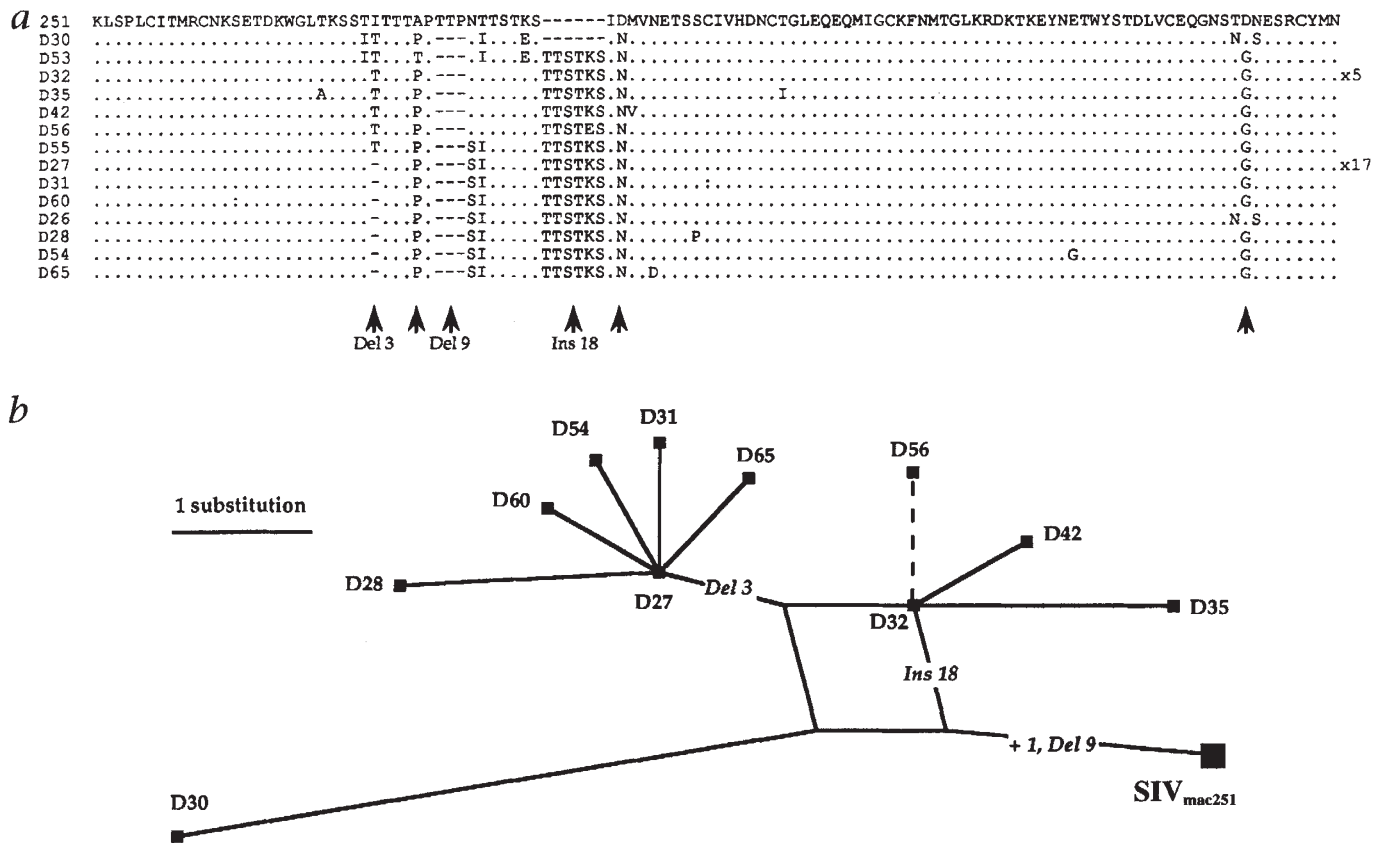 a
251 KLSPLCITMRCNKSETDKWGLTKSSTITTTAPTTPNTTSTKS------IDMVNETSSCIVHDNCTGLEQEQMIGCKFNMTGLKRDKTKEYNETWYSTDLVCEQGNSTDNESRCYMN
D30 .........................IT...P.---.I...E.------.N........................................................N.S.......
D53 .........................IT...T.---.I...E.TTSTKS.N.........................................................G........
D32 ..........................T...P.---.......TTSTKS.N.........................................................G........ x5
D35 .....................A....T...P.---.......TTSTKS.N..............I..........................................G........
D42 ..........................T...P.---.......TTSTKS.NV........................................................G........
D56 ..........................T...P.---.......TTSTES.N.........................................................G........
D55 ..........................T...P.---SI.....TTSTKS.N.........................................................G........
D27 ..........................-...P.---SI.....TTSTKS.N.........................................................G........ x17
D31 ..........................-...P.---SI.....TTSTKS.N.......:.................................................G........
D60 .............:............-...P.---SI.....TTSTKS.N.........................................................G........
D26 ..........................-...P.---SI.....TTSTKS.N........................................................N.S.......
D28 ..........................-...P.---SI.....TTSTKS.N......P..................................................G........
D54 ..........................-...P.---SI.....TTSTKS.N.........................................G...............G........
D65 ..........................-...P.---SI.....TTSTKS.N..D......................................................G........
Del 3 Del 9 Ins 18
b
1 substitution
D60
D54
D31
D65
D56
D42
D28
D27
Del 3
D32
D35
Ins 18
+ 1, Del 9
SIVmac251
D30